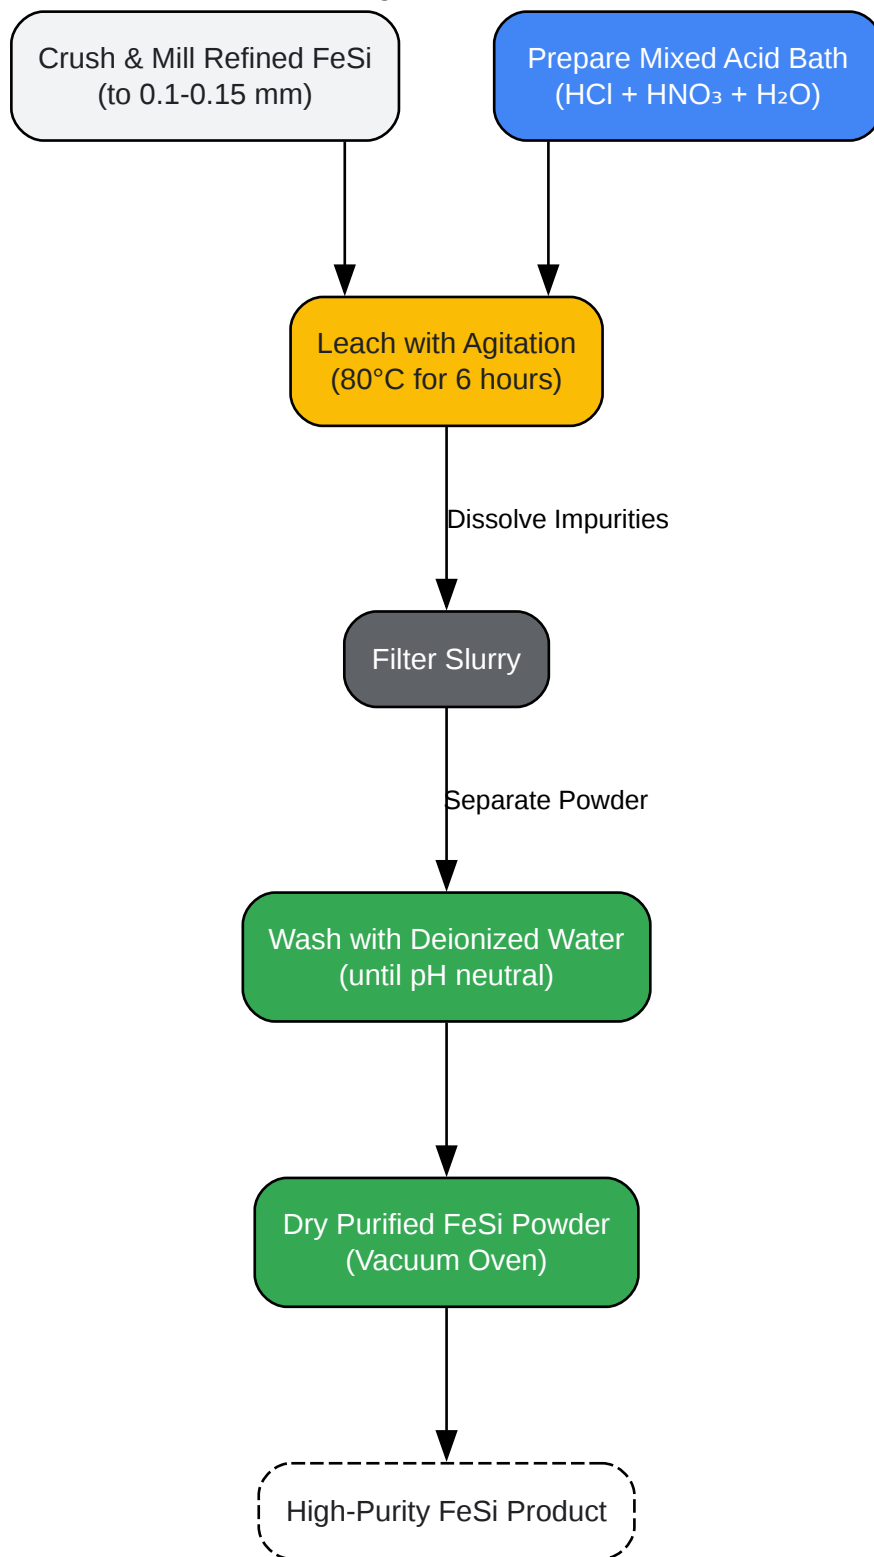 Crush & Mill Refined FeSi
(to 0.1-0.15 mm)
Prepare Mixed Acid Bath
(HCl + HNO₃ + H₂O)
Leach with Agitation
(80°C for 6 hours)
Dissolve Impurities
Filter Slurry
Separate Powder
Wash with Deionized Water
(until pH neutral)
Dry Purified FeSi Powder
(Vacuum Oven)
High-Purity FeSi Product